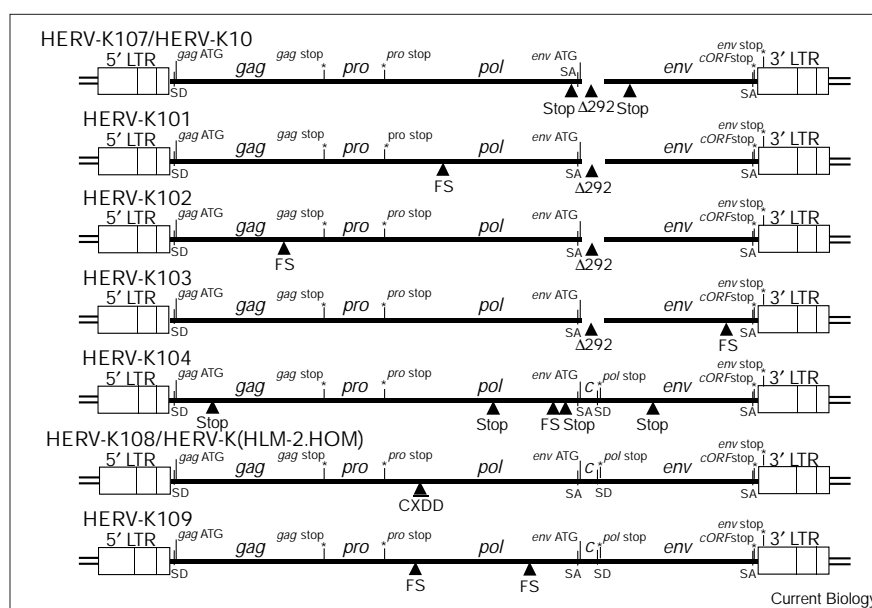 HERV-K107/HERV-K10
5′ LTR gag ATG gag gag stop * pro pro stop * pol env ATG SA env env stop cORFstop * * 3′ LTR
SD Stop Δ292 Stop SA
HERV-K101
5′ LTR gag ATG gag gag stop * pro pro stop * pol env ATG env env stop cORFstop * * 3′ LTR
SD FS SA Δ292 SA
HERV-K102
5′ LTR gag ATG gag gag stop * pro pro stop * pol env ATG env env stop cORFstop * * 3′ LTR
SD FS SA Δ292 SA
HERV-K103
5′ LTR gag ATG gag gag stop * pro pro stop * pol env ATG env env stop cORFstop * * 3′ LTR
SD SA Δ292 FS SA
HERV-K104
5′ LTR gag ATG gag gag stop * pro pro stop * pol env ATG c * pol stop env env stop cORFstop * * 3′ LTR
SD Stop Stop FS Stop SA SD Stop SA
HERV-K108/HERV-K(HLM-2.HOM)
5′ LTR gag ATG gag gag stop * pro pro stop * pol env ATG c * pol stop env env stop cORFstop * * 3′ LTR
SD CXDD SA SD SA
HERV-K109
5′ LTR gag ATG gag gag stop * pro pro stop * pol env ATG c * pol stop env env stop cORFstop * * 3′ LTR
SD FS FS SA SD SA
Current Biology